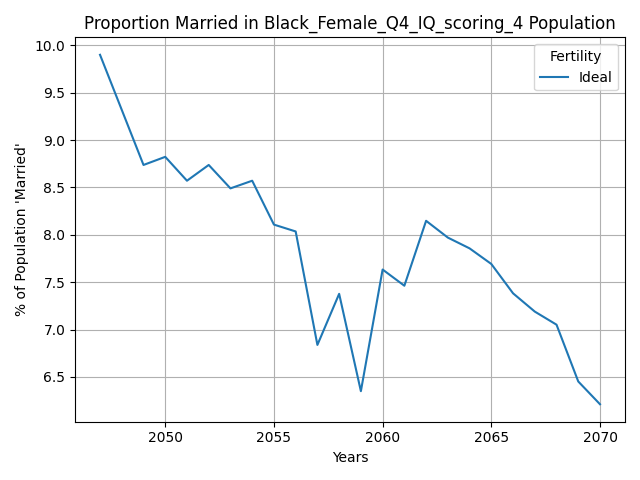 Proportion Married in Black_Female_Q4_IQ_scoring_4 Population
Fertility
Ideal
% of Population 'Married'
10.0
9.5
9.0
8.5
8.0
7.5
7.0
6.5
2050
2055
2060
2065
2070
Years